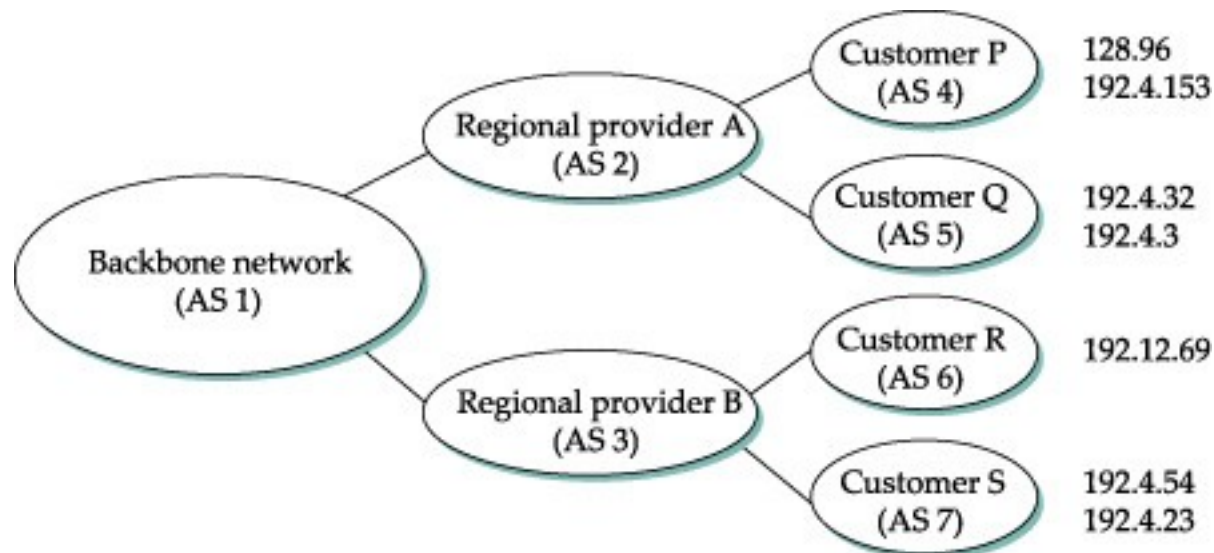 Backbone network
(AS 1)
Regional provider A
(AS 2)
Regional provider B
(AS 3)
Customer P
(AS 4)
128.96
192.4.153
Customer Q
(AS 5)
192.4.32
192.4.3
Customer R
(AS 6)
192.12.69
Customer S
(AS 7)
192.4.54
192.4.23